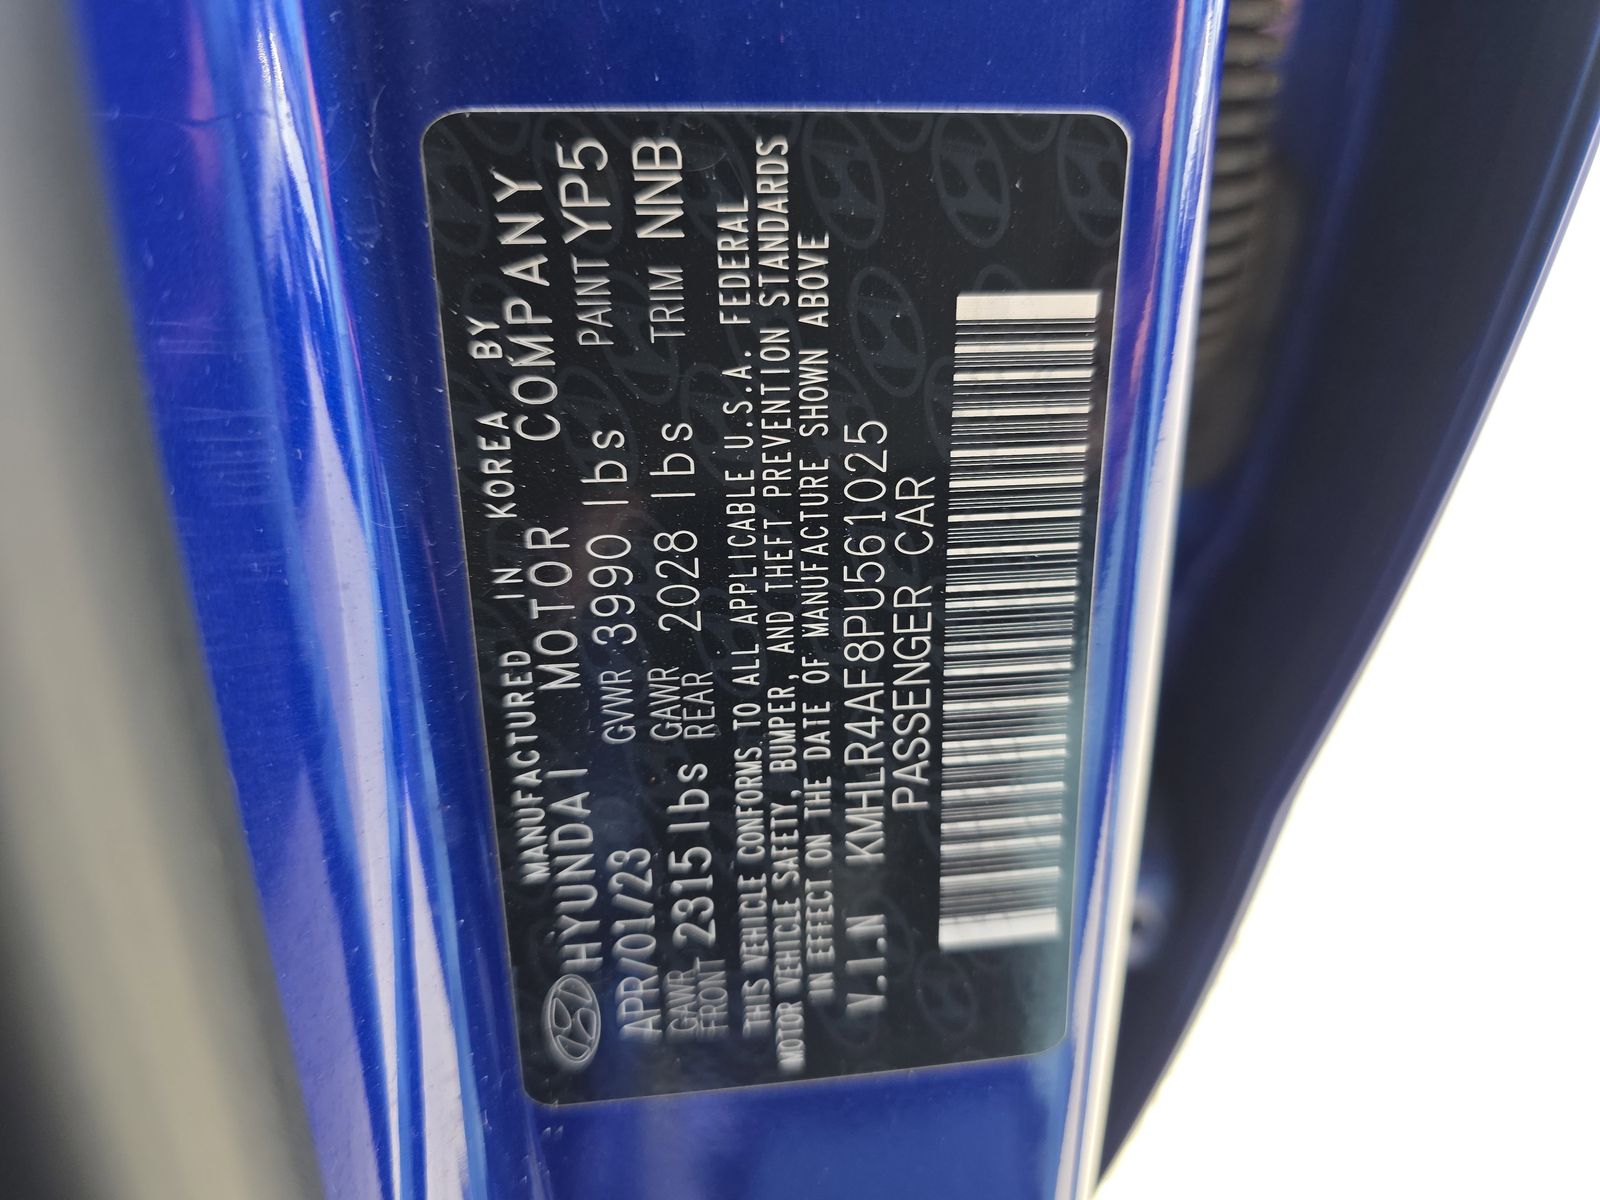 MANUFACTURED IN KOREA BY
HYUNDAI MOTOR COMPANY
APR/01/23 GVWR 3990 lbs PAINT YP5
GAWR FRONT 2315 lbs GAWR REAR 2028 lbs TRIM NNB
THIS VEHICLE CONFORMS TO ALL APPLICABLE U.S.A. FEDERAL
MOTOR VEHICLE SAFETY, BUMPER, AND THEFT PREVENTION STANDARDS
IN EFFECT ON THE DATE OF MANUFACTURE SHOWN ABOVE
V.I.N KMHLR4AF8PU561025
PASSENGER CAR